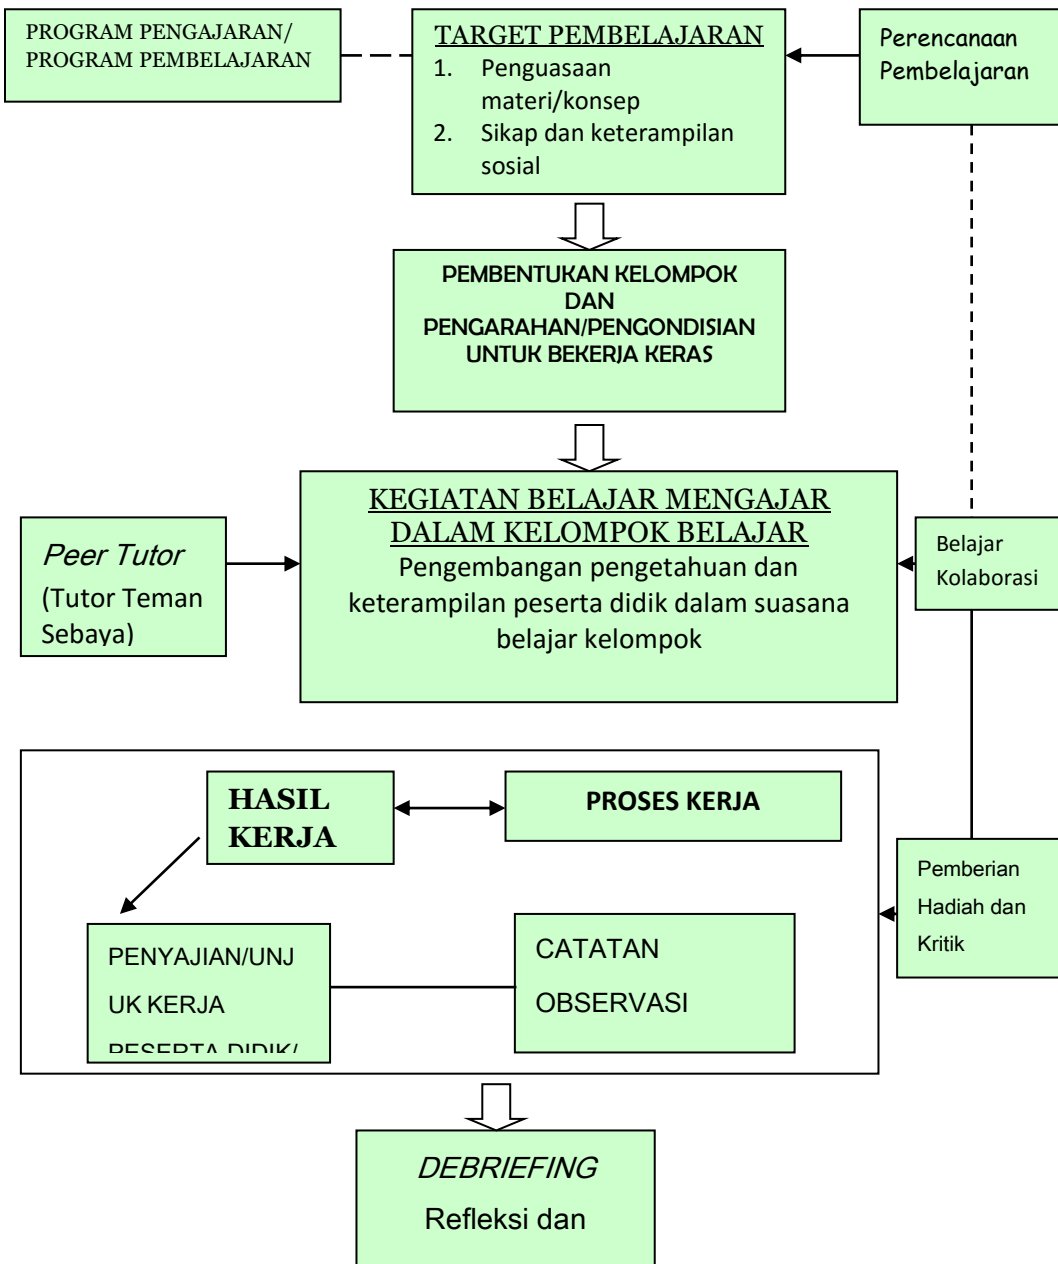 PROGRAM PENGAJARAN/
PROGRAM PEMBELAJARAN
TARGET PEMBELAJARAN
1. Penguasaan
materi/konsep
2. Sikap dan keterampilan
sosial
Perencanaan
Pembelajaran
PEMBENTUKAN KELOMPOK
DAN
PENGARAHAN/PENGONDISIAN
UNTUK BEKERJA KERAS
KEGIATAN BELAJAR MENGAJAR
DALAM KELOMPOK BELAJAR
Pengembangan pengetahuan dan
keterampilan peserta didik dalam suasana
belajar kelompok
Peer Tutor
(Tutor Teman
Sebaya)
Belajar
Kolaborasi
HASIL
KERJA
PROSES KERJA
Pemberian
Hadiah dan
Kritik
PENYAJIAN/UNJ
UK KERJA
PESERTA DIDIK/
CATATAN
OBSERVASI
DEBRIEFING
Refleksi dan